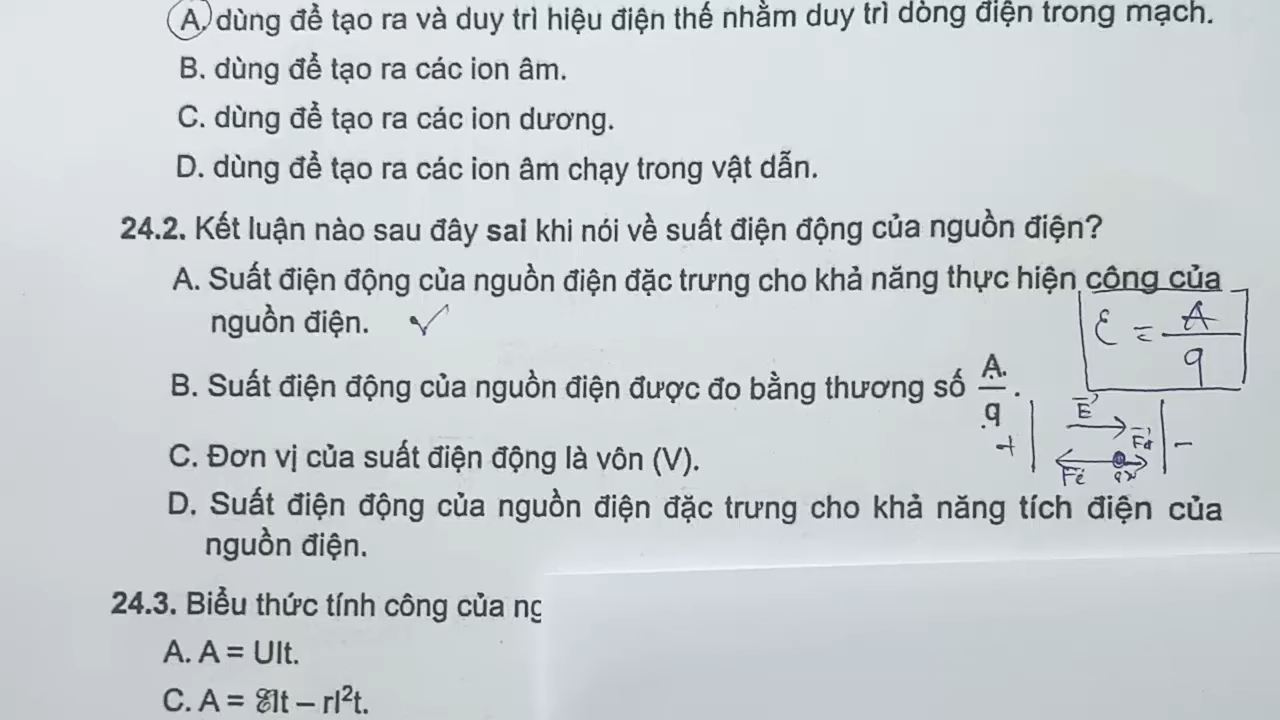 A. dùng để tạo ra và duy trì hiệu điện thế nhằm duy trì dòng điện trong mạch.
B. dùng để tạo ra các ion âm.
C. dùng để tạo ra các ion dương.
D. dùng để tạo ra các ion âm chạy trong vật dẫn.
24.2. Kết luận nào sau đây sai khi nói về suất điện động của nguồn điện?
A. Suất điện động của nguồn điện đặc trưng cho khả năng thực hiện công của
nguồn điện. ✓
ℰ = A/q
B. Suất điện động của nguồn điện được đo bằng thương số A/q.
E
+ Fđ −
C. Đơn vị của suất điện động là vôn (V).
D. Suất điện động của nguồn điện đặc trưng cho khả năng tích điện của
nguồn điện.
24.3. Biểu thức tính công của
A. A = UIt.
C. A = ℰIt – rI²t.